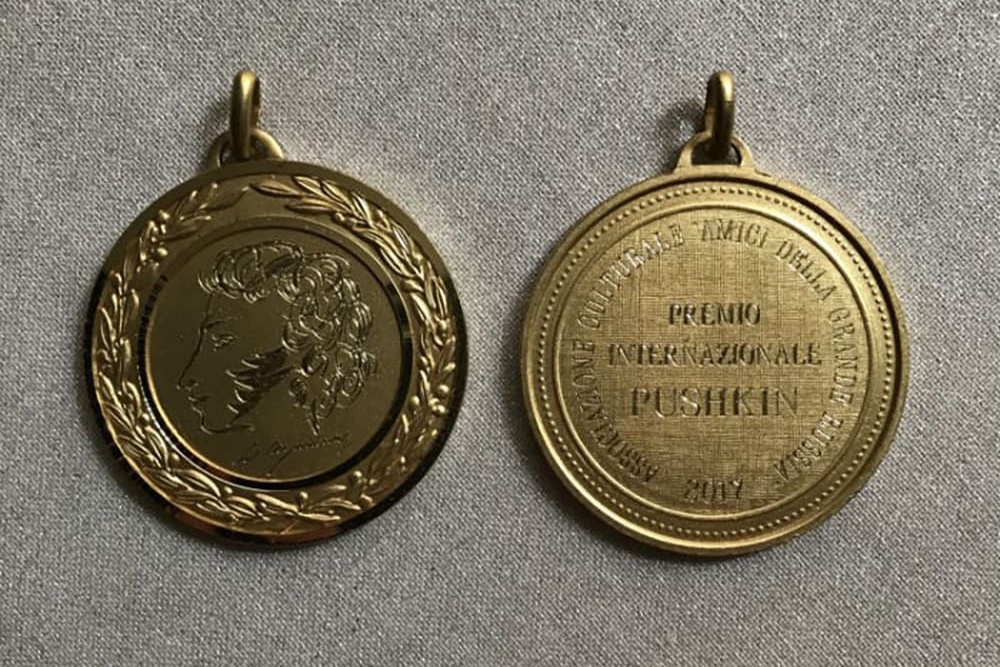 ASSOCIAZIONE CULTURALE "AMICI DELLA GRANDE RUSSIA"
PREMIO
INTERNAZIONALE
PUSHKIN
2017